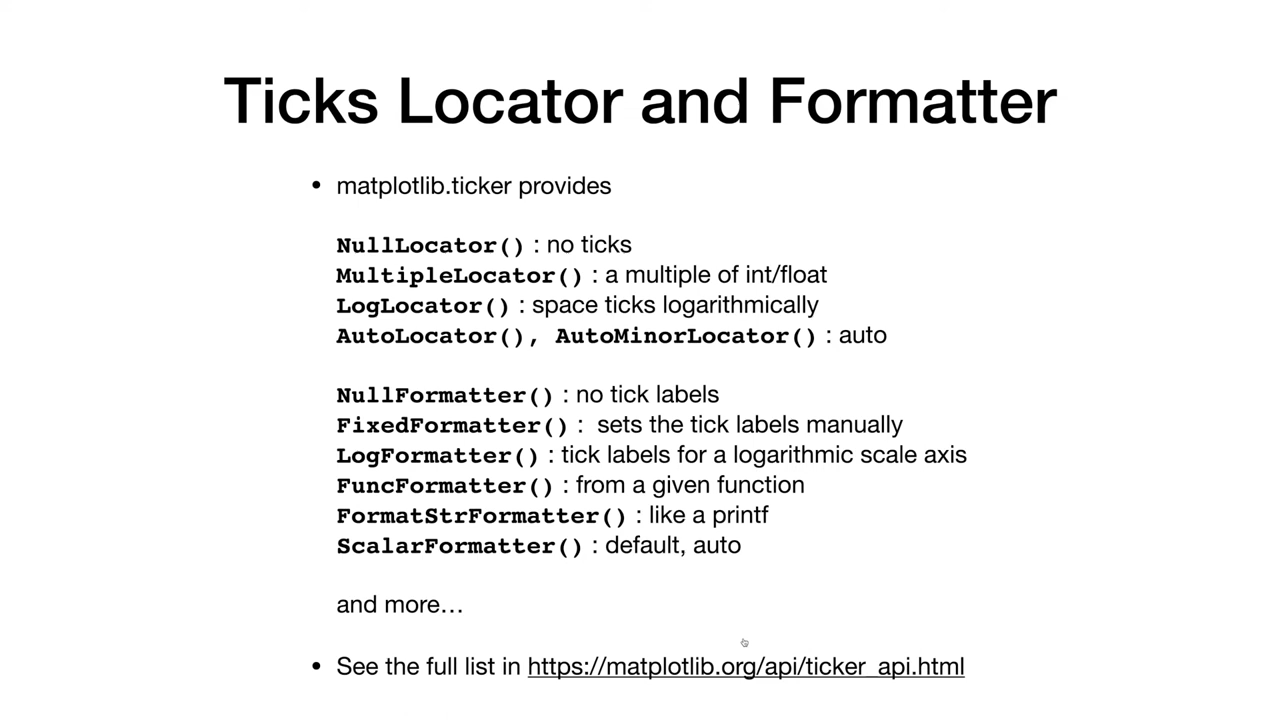 Ticks Locator and Formatter
• matplotlib.ticker provides
NullLocator() : no ticks
MultipleLocator() : a multiple of int/float
LogLocator() : space ticks logarithmically
AutoLocator(), AutoMinorLocator() : auto
NullFormatter() : no tick labels
FixedFormatter() : sets the tick labels manually
LogFormatter() : tick labels for a logarithmic scale axis
FuncFormatter() : from a given function
FormatStrFormatter() : like a printf
ScalarFormatter() : default, auto
and more…
• See the full list in https://matplotlib.org/api/ticker_api.html